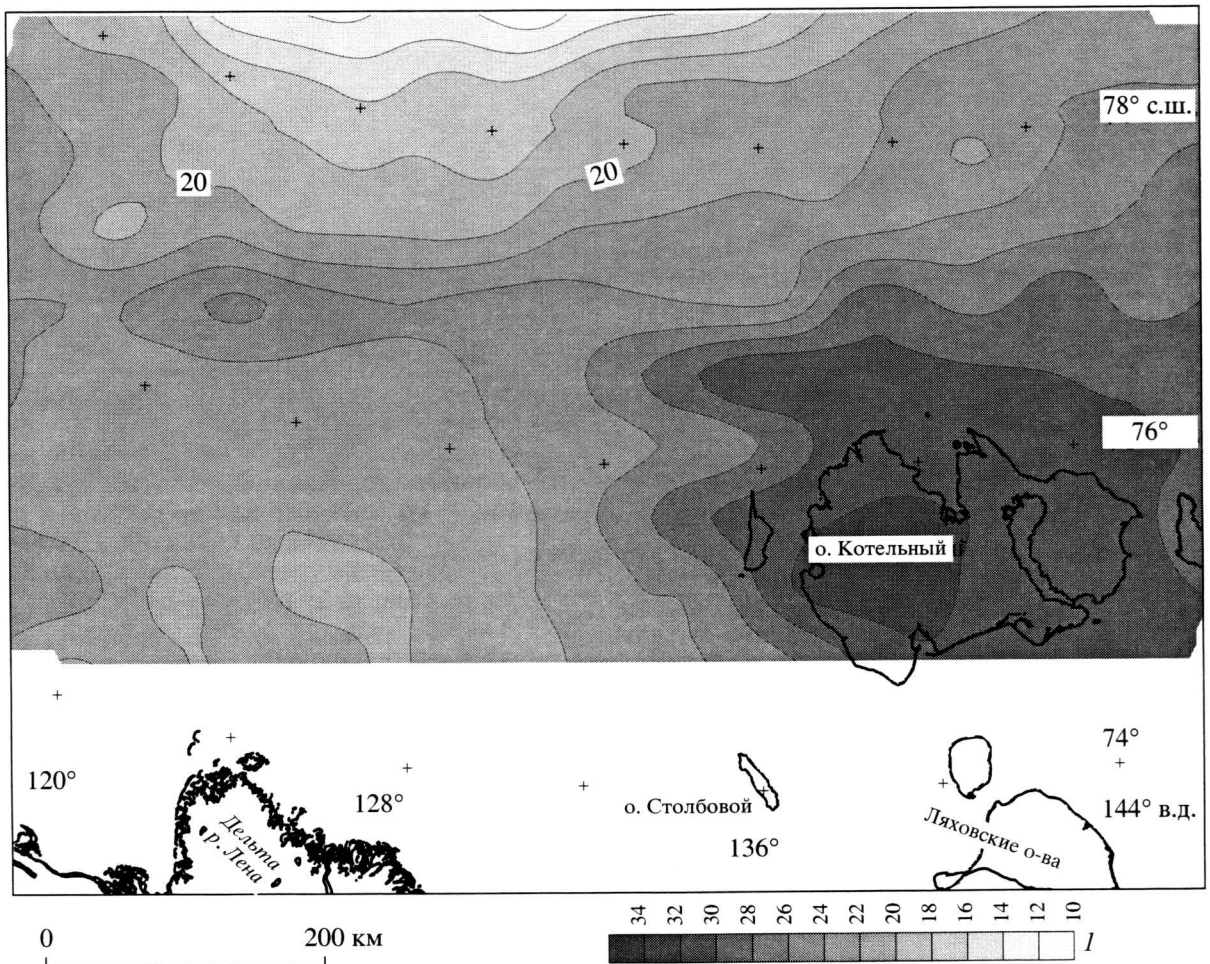 78° с.ш.
20
20
76°
о. Котельный
74°
120°
128°
о. Столбовой
144° в.д.
Дельта
р. Лена
136°
Ляховские о-ва
34 32 30 28 26 24 22 20 18 16 14 12 10
1
0 200 км